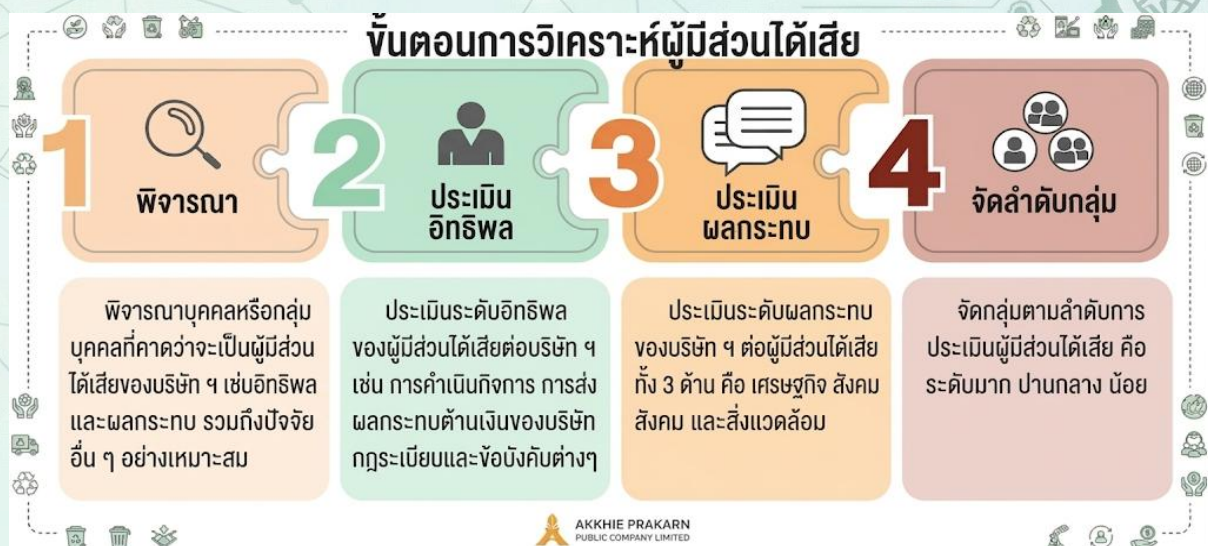 ขั้นตอนการวิเคราะห์ผู้มีส่วนได้เสีย
1
พิจารณา
2
ประเมิน
อิทธิพล
3
ประเมิน
ผลกระทบ
4
จัดลำดับกลุ่ม
พิจารณาบุคคลหรือกลุ่ม
บุคคลที่คาดว่าจะเป็นผู้มีส่วน
ได้เสียของบริษัท ฯ เช่นอิทธิพล
และผลกระทบ รวมถึงปัจจัย
อื่น ๆ อย่างเหมาะสม
ประเมินระดับอิทธิพล
ของผู้มีส่วนได้เสียต่อบริษัท ฯ
เช่น การคำเนินกิจการ การส่ง
ผลกระทบต้านเงินของบริษัท
กฎระเบียบและข้อบังคับต่างๆ
ประเมินระดับผลกระทบ
ของบริษัท ฯ ต่อผู้มีส่วนได้เสีย
ทั้ง 3 ด้าน คือ เศรษฐกิจ สังคม
สังคม และสิ่งแวดล้อม
จัดกลุ่มตามลำดับการ
ประเมินผู้มีส่วนได้เสีย คือ
ระดับมาก ปานกลาง น้อย
AKKHIE PRAKARN
PUBLIC COMPANY LIMITED